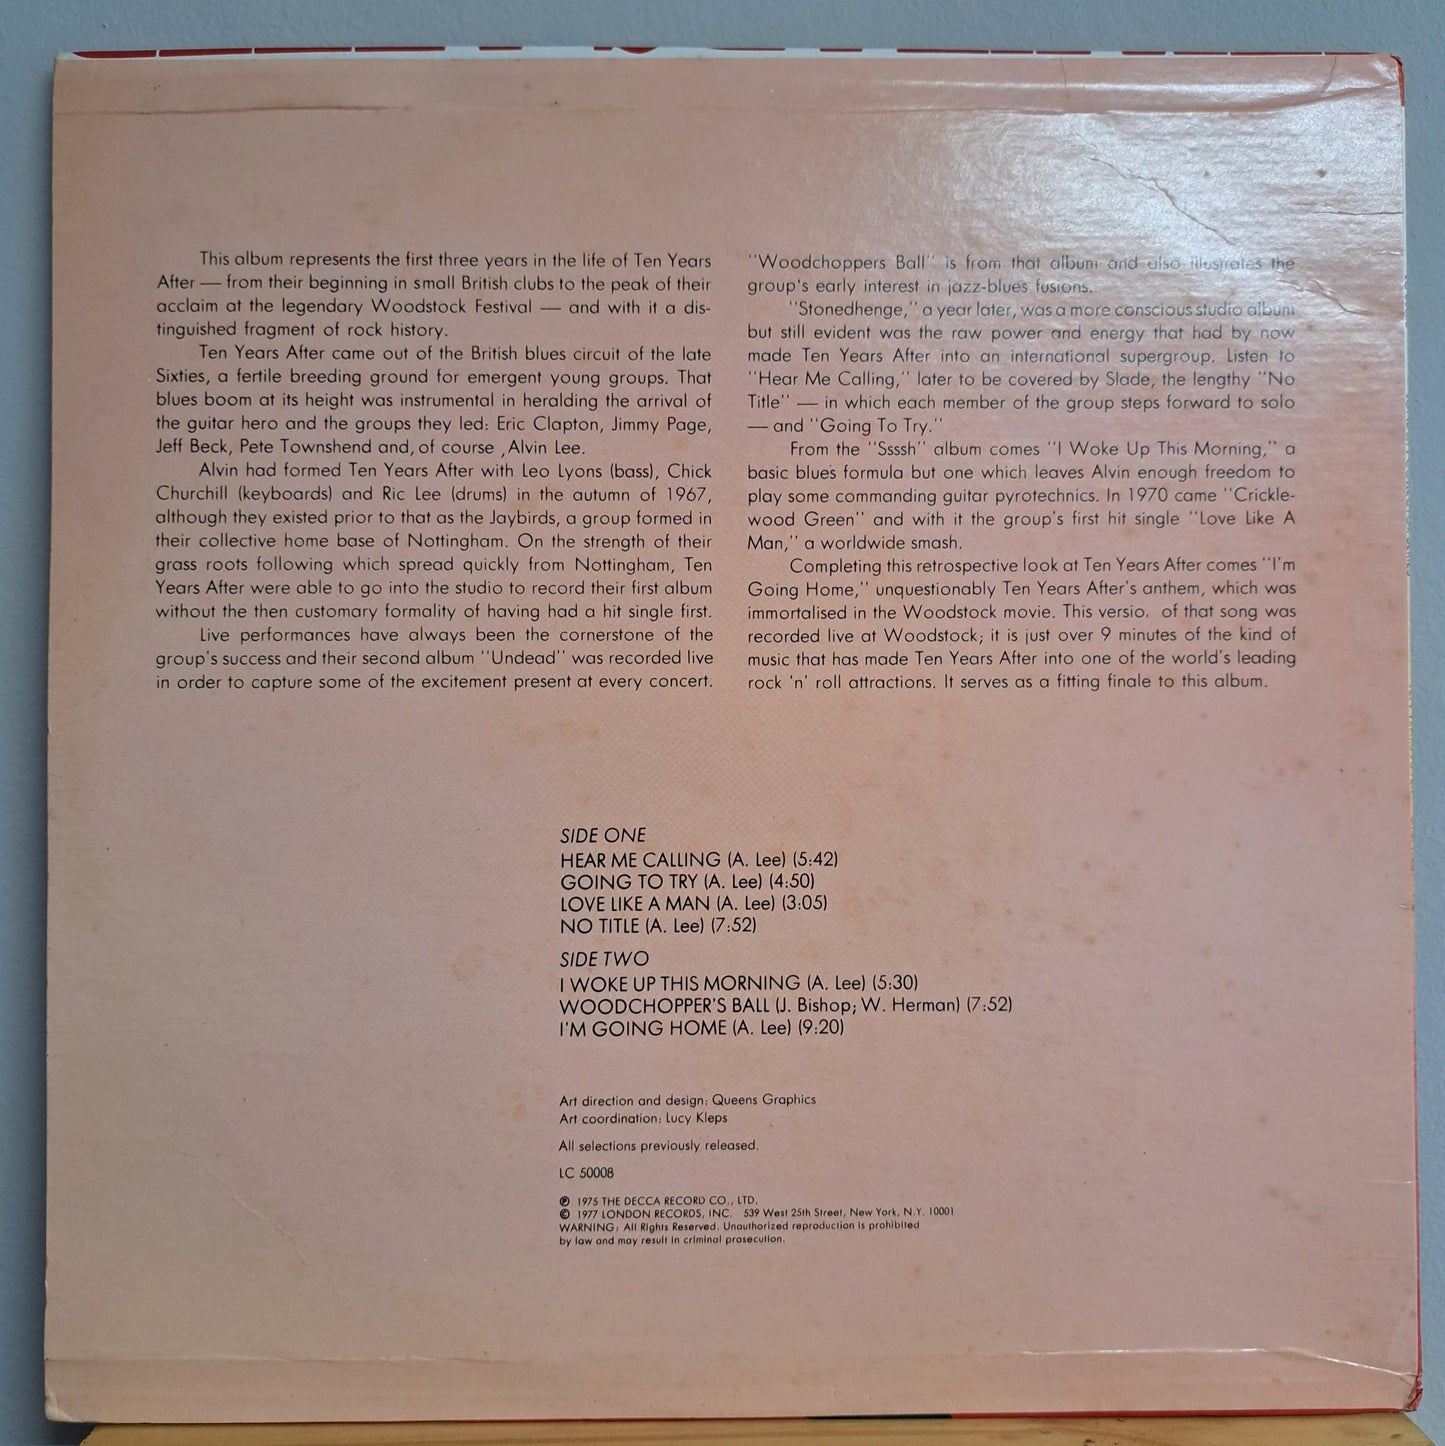 This album represents the first three years in the life of Ten Years
After — from their beginning in small British clubs to the peak of their
acclaim at the legendary Woodstock Festival — and with it a dis-
tinguished fragment of rock history.
Ten Years After came out of the British blues circuit of the late
Sixties, a fertile breeding ground for emergent young groups. That
blues boom at its height was instrumental in heralding the arrival of
the guitar hero and the groups they led: Eric Clapton, Jimmy Page,
Jeff Beck, Pete Townshend and, of course ,Alvin Lee.
Alvin had formed Ten Years After with Leo Lyons (bass), Chick
Churchill (keyboards) and Ric Lee (drums) in the autumn of 1967,
although they existed prior to that as the Jaybirds, a group formed in
their collective home base of Nottingham. On the strength of their
grass roots following which spread quickly from Nottingham, Ten
Years After were able to go into the studio to record their first album
without the then customary formality of having had a hit single first.
Live performances have always been the cornerstone of the
group's success and their second album "Undead" was recorded live
in order to capture some of the excitement present at every concert.
"Woodchoppers Ball" is from that album and also illustrates the
group's early interest in jazz-blues fusions.
"Stonedhenge," a year later, was a more conscious studio album
but still evident was the raw power and energy that had by now
made Ten Years After into an international supergroup. Listen to
"Hear Me Calling," later to be covered by Slade, the lengthy "No
Title" — in which each member of the group steps forward to solo
— and "Going To Try."
From the "Ssssh" album comes "I Woke Up This Morning," a
basic blues formula but one which leaves Alvin enough freedom to
play some commanding guitar pyrotechnics. In 1970 came "Crickle-
wood Green" and with it the group's first hit single "Love Like A
Man," a worldwide smash.
Completing this retrospective look at Ten Years After comes "I'm
Going Home," unquestionably Ten Years After's anthem, which was
immortalised in the Woodstock movie. This versio. of that song was
recorded live at Woodstock; it is just over 9 minutes of the kind of
music that has made Ten Years After into one of the world's leading
rock 'n' roll attractions. It serves as a fitting finale to this album.
SIDE ONE
HEAR ME CALLING (A. Lee) (5:42)
GOING TO TRY (A. Lee) (4:50)
LOVE LIKE A MAN (A. Lee) (3:05)
NO TITLE (A. Lee) (7:52)
SIDE TWO
I WOKE UP THIS MORNING (A. Lee) (5:30)
WOODCHOPPER'S BALL (J. Bishop; W. Herman) (7:52)
I'M GOING HOME (A. Lee) (9:20)
Art direction and design: Queens Graphics
Art coordination: Lucy Kleps
All selections previously released.
LC 50008
℗ 1975 THE DECCA RECORD CO., LTD.
© 1977 LONDON RECORDS, INC. 539 West 25th Street, New York, N.Y. 10001
WARNING: All Rights Reserved. Unauthorized reproduction is prohibited
by law and may result in criminal prosecution.